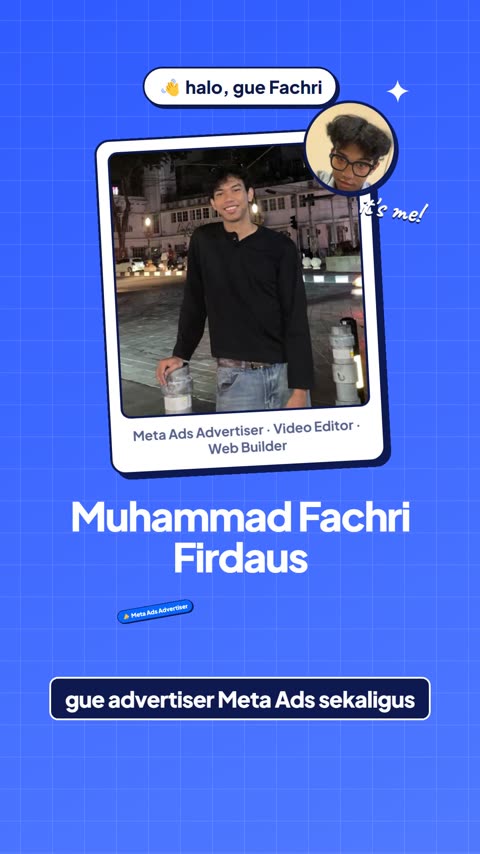 👋 halo, gue Fachri
it's me!
Meta Ads Advertiser · Video Editor ·
Web Builder
Muhammad Fachri
Firdaus
🎉 Meta Ads Advertiser
gue advertiser Meta Ads sekaligus